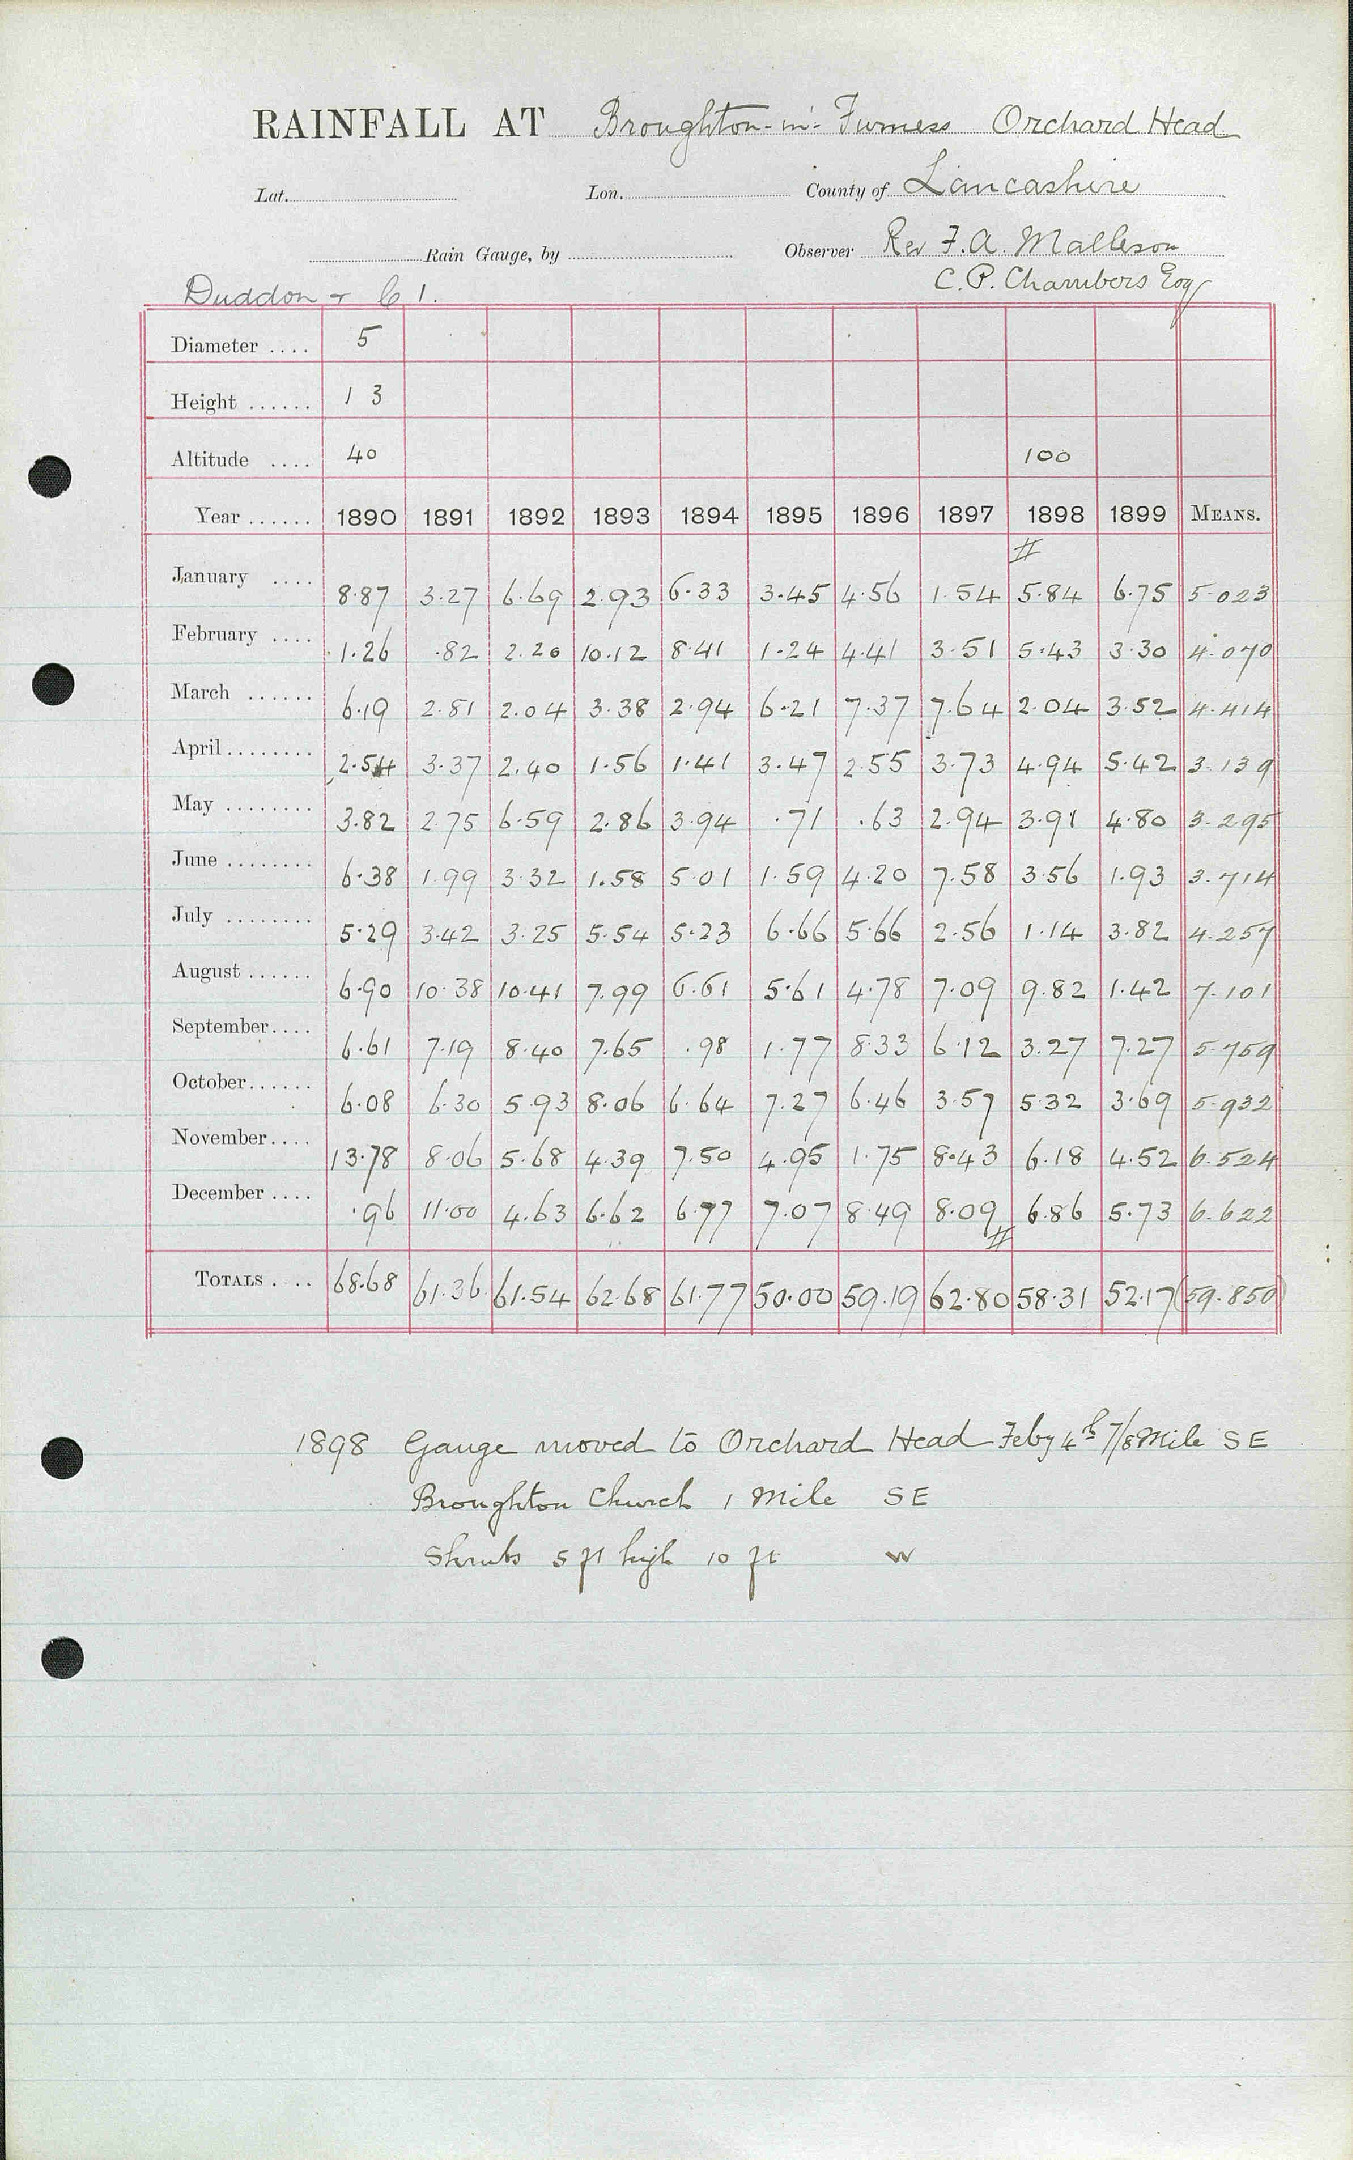 RAINFALL AT Broughton-in-Furness Orchard Head
Lat. Lon. County of Lancashire
Rain Gauge, by Observer Rev F. A. Malleson
C. P. Chambers Esq
Duddon
Diameter .... 5
Height ...... 1 3
Altitude .... 40 100
Year ...... 1890 1891 1892 1893 1894 1895 1896 1897 1898 1899 MEANS.
#
January .... 8.87 3.27 6.69 2.93 6.33 3.45 4.56 1.54 5.84 6.75 5.023
February .... 1.26 .82 2.20 10.12 8.41 1.24 4.41 3.51 5.43 3.30 4.070
March ...... 6.19 2.81 2.04 3.38 2.94 6.21 7.37 7.64 2.04 3.52 4.414
April ........ 2.54 3.37 2.40 1.56 1.41 3.47 2.55 3.73 4.94 5.42 3.139
May ........ 3.82 2.75 6.59 2.86 3.94 .71 .63 2.94 3.91 4.80 3.295
June ........ 6.38 1.99 3.32 1.58 5.01 1.59 4.20 7.58 3.56 1.93 3.714
July ........ 5.29 3.42 3.25 5.54 5.23 6.66 5.66 2.56 1.14 3.82 4.257
August ...... 6.90 10.38 10.41 7.99 6.61 5.61 4.78 7.09 9.82 1.42 7.101
September .... 6.61 7.19 8.40 7.65 .98 1.77 8.33 6.12 3.27 7.27 5.759
October ...... 6.08 6.30 5.93 8.06 6.64 7.27 6.46 3.57 5.32 3.69 5.932
November .... 13.78 8.06 5.68 4.39 7.50 4.95 1.75 8.43 6.18 4.52 6.524
December .... .96 11.00 4.63 6.62 6.77 7.07 8.49 8.09 6.86 5.73 6.622
#
TOTALS .... 68.68 61.36 61.54 62.68 61.77 50.00 59.19 62.80 58.31 52.17 (59.850)
1898 Gauge moved to Orchard Head Feby 4th 7/8 Mile SE
Broughton Church 1 Mile SE
Shrubs 5 ft high 10 ft W